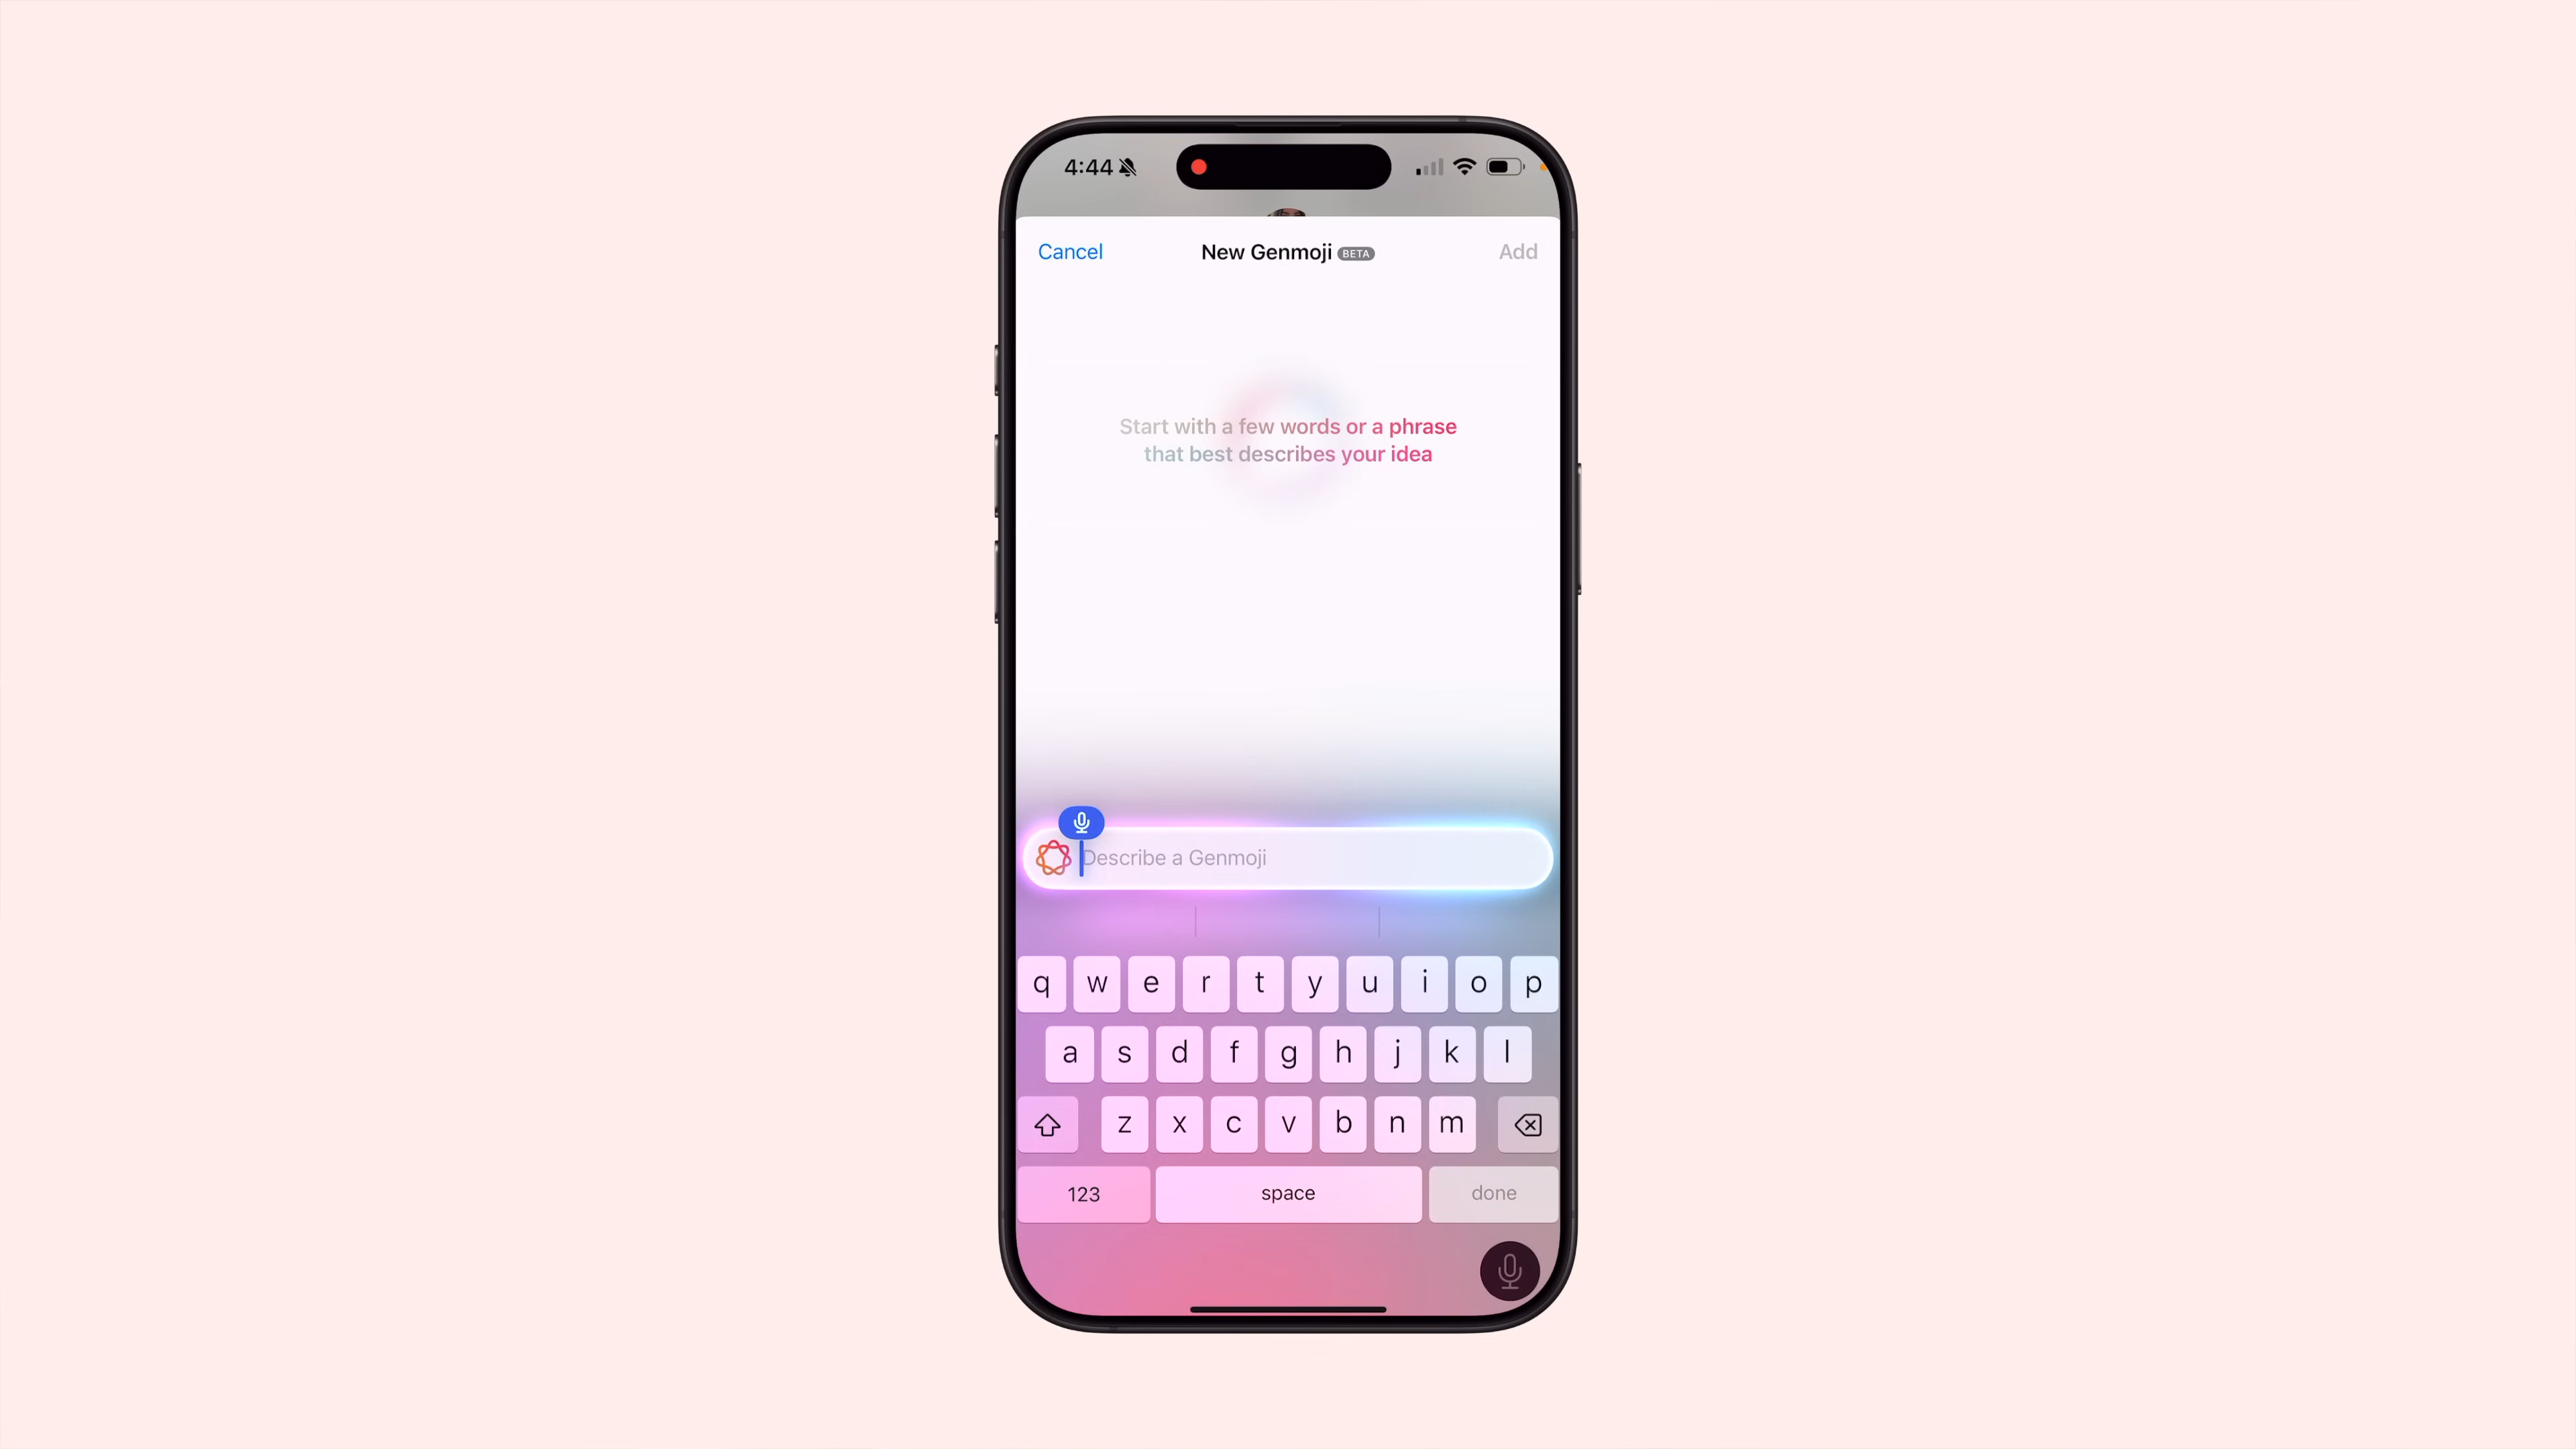 4:44
Cancel New Genmoji BETA Add
Start with a few words or a phrase
that best describes your idea
Describe a Genmoji
q w e r t y u i o p
a s d f g h j k l
z x c v b n m
123 space done